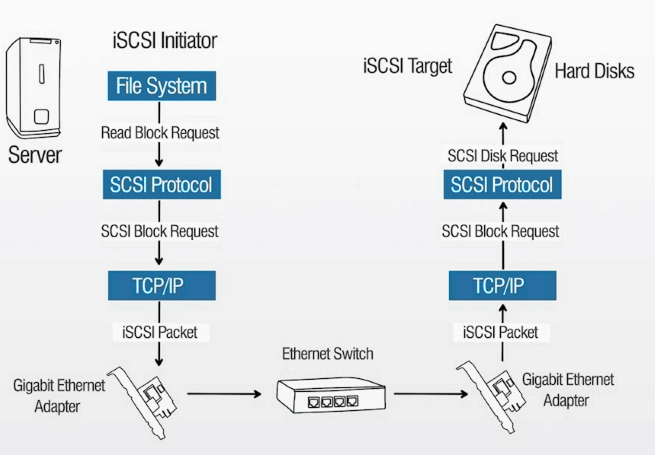 iSCSI Initiator
File System
Read Block Request
Server
SCSI Protocol
SCSI Block Request
TCP/IP
iSCSI Packet
Gigabit Ethernet
Adapter
Ethernet Switch
iSCSI Target
Hard Disks
SCSI Disk Request
SCSI Protocol
SCSI Block Request
TCP/IP
iSCSI Packet
Gigabit Ethernet
Adapter